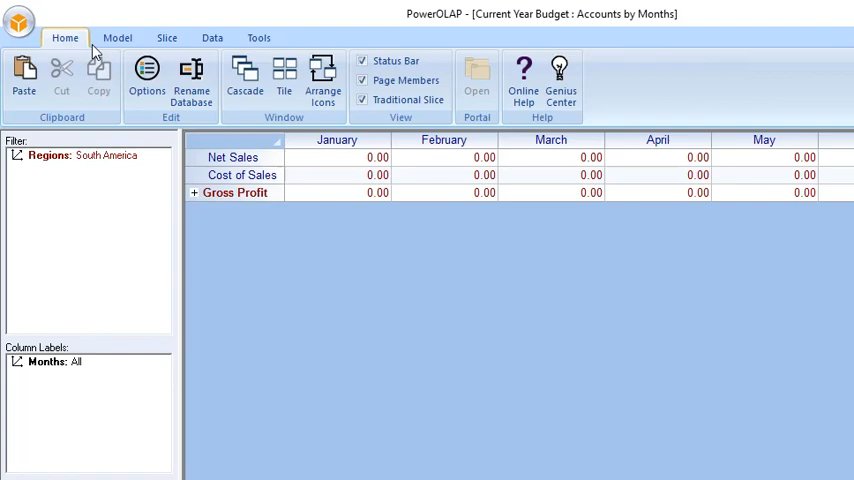 PowerOLAP - [Current Year Budget : Accounts by Months]
Home Model Slice Data Tools
Paste Cut Copy Options Rename Database Cascade Tile Arrange Icons Status Bar Page Members Traditional Slice Open Online Help Genius Center
Clipboard Edit Window View Portal Help
Filter:
Regions: South America
Column Labels:
Months: All
January February March April May
Net Sales 0.00 0.00 0.00 0.00 0.00
Cost of Sales 0.00 0.00 0.00 0.00 0.00
+ Gross Profit 0.00 0.00 0.00 0.00 0.00